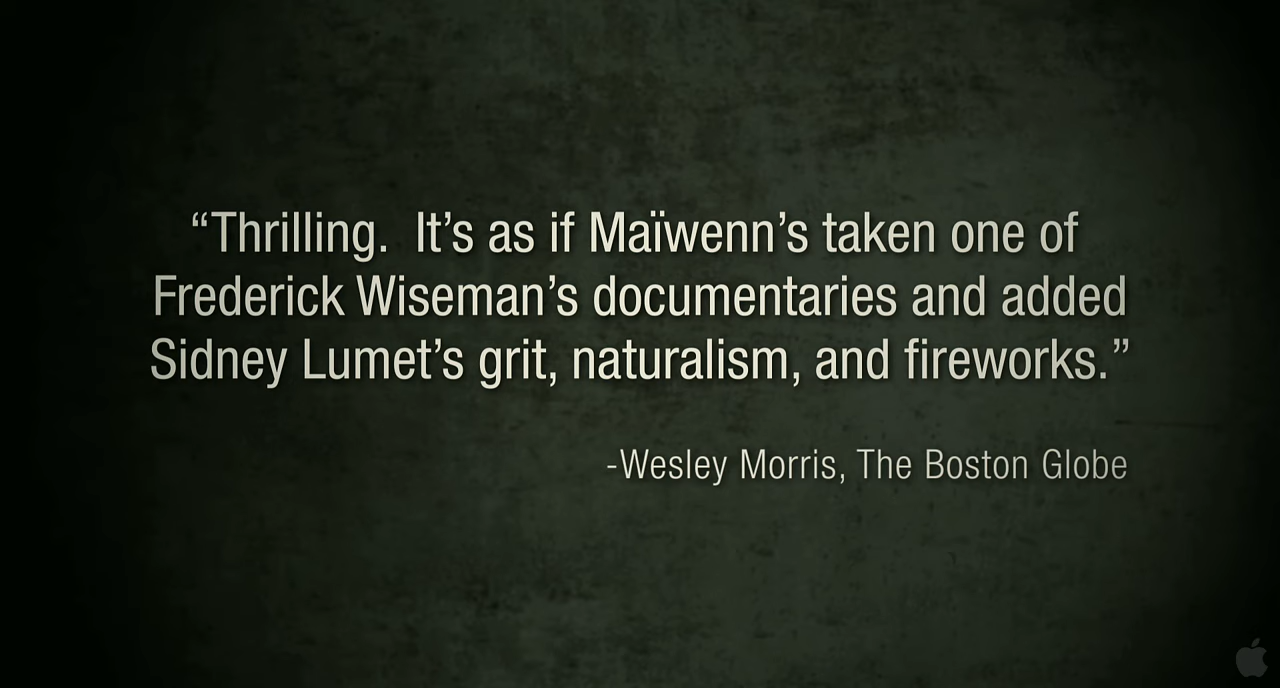 “Thrilling.  It’s as if Maïwenn’s taken one of
Frederick Wiseman’s documentaries and added
Sidney Lumet’s grit, naturalism, and fireworks.”
-Wesley Morris, The Boston Globe